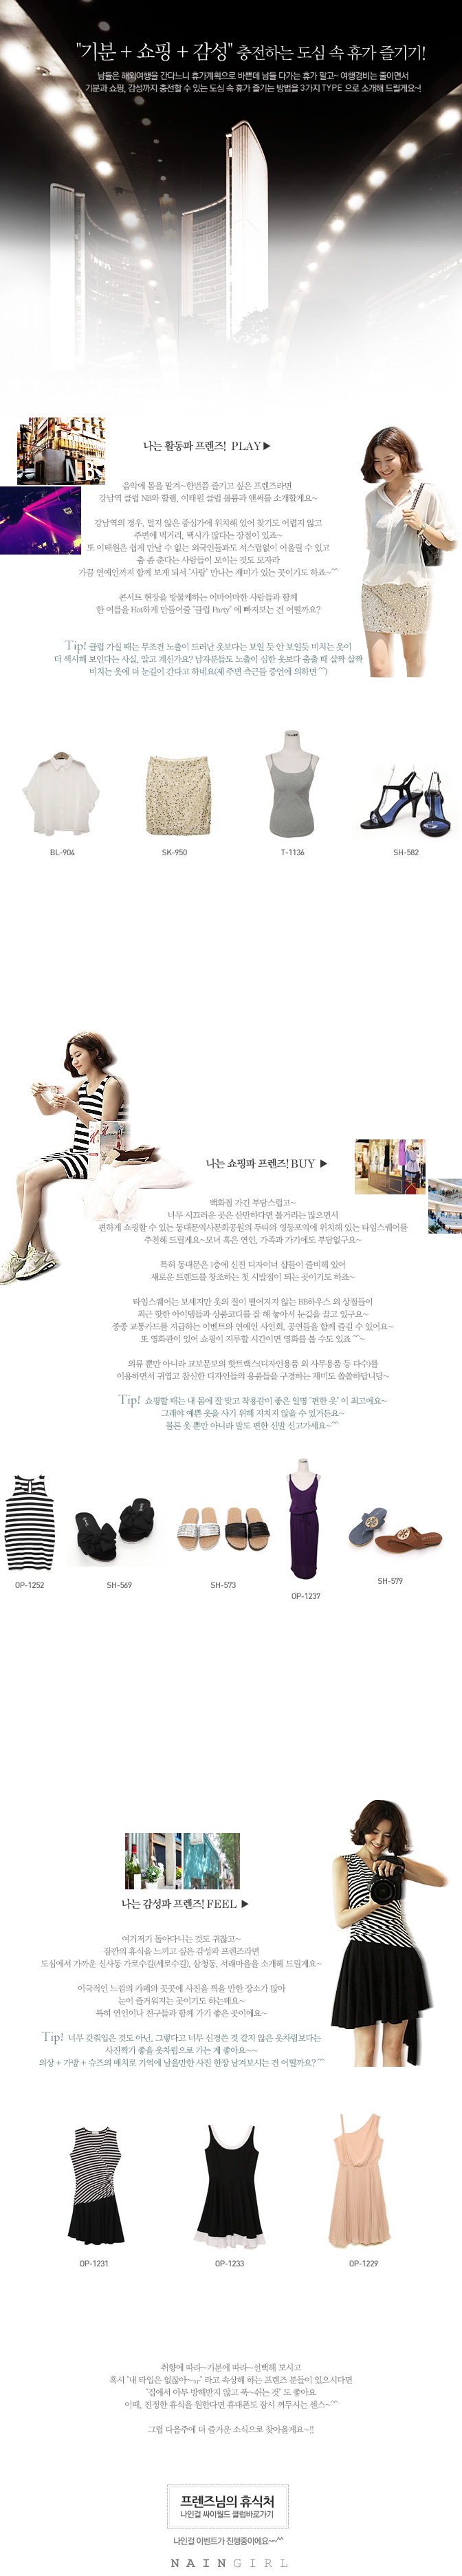 "기분 + 쇼핑 + 감성" 충전하는 도심 속 휴가 즐기기!
남들은 해외여행을 간다느니 휴가계획으로 바쁜데 남들 다가는 휴가 말고~ 여행경비는 줄이면서
기분과 쇼핑, 감성까지 충전할 수 있는 도심 속 휴가 즐기는 방법을 3가지 TYPE 으로 소개해 드릴게요~!
나는 활동파 프렌즈! PLAY ▶
음악에 몸을 맡겨~한번쯤 즐기고 싶은 프렌즈라면
강남역 클럽 NB와 할렘, 이태원 클럽 볼륨과 앤써를 소개할게요~
강남역의 경우, 멀지 않은 중심가에 위치해 있어 찾기도 어렵지 않고
주변에 먹거리, 택시가 많다는 장점이 있죠~
또 이태원은 쉽게 만날 수 없는 외국인들과도 서스럼없이 어울릴 수 있고
춤 좀 춘다는 사람들이 모이는 것도 모자라
가끔 연예인까지 함께 보게 되서 "사람" 만나는 재미가 있는 곳이기도 하죠~^^
콘서트 현장을 방불케하는 어마어마한 사람들과 함께
한 여름을 Hot하게 만들어줄 "클럽 Party" 에 빠져보는 건 어떨까요?
Tip! 클럽 가실 때는 무조건 노출이 드러난 옷보다는 보일 듯 안 보일듯 비치는 옷이
더 섹시해 보인다는 사실, 알고 계신가요? 남자분들도 노출이 심한 옷보다 춤출 때 살짝 살짝
비치는 옷에 더 눈길이 간다고 하네요(제 주변 측근들 증언에 의하면 ^^)
BL-904
SK-950
T-1136
SH-582
나는 쇼핑파 프렌즈! BUY ▶
백화점 가긴 부담스럽고~
너무 시끄러운 곳은 산만하다면 볼거리는 많으면서
편하게 쇼핑할 수 있는 동대문역사문화공원의 두타와 영등포역에 위치해 있는 타임스퀘어를
추천해 드릴게요~모녀 혹은 연인, 가족과 가기에도 부담없구요~
특히 동대문은 1층에 신진 디자이너 샵들이 즐비해 있어
새로운 트렌드를 창조하는 첫 시발점이 되는 곳이기도 하죠~
타임스퀘어는 보세지만 옷의 질이 떨어지지 않는 BB하우스 외 상점들이
최근 핫한 아이템들과 상품코디를 잘 해 놓아서 눈길을 끌고 있구요~
종종 교통카드를 지급하는 이벤트와 연예인 사인회, 공연들을 함께 즐길 수 있어요~
또 영화관이 있어 쇼핑이 지루할 시간이면 영화를 볼 수도 있죠 ^^~
의류 뿐만 아니라 교보문고의 핫트랙스(디자인용품 외 사무용품 등 다수)를
이용하면서 귀엽고 참신한 디자인들의 용품들을 구경하는 재미도 쏠쏠하답니당~
Tip! 쇼핑할 때는 내 몸에 잘 맞고 착용감이 좋은 일명 "편한 옷" 이 최고에요~
그래야 예쁜 옷을 사기 위해 지치지 않을 수 있거든요~
물론 옷 뿐만 아니라 발도 편한 신발 신고가세요~^^
OP-1252
SH-569
SH-573
OP-1237
SH-579
나는 감성파 프렌즈! FEEL ▶
여기저기 돌아다니는 것도 귀찮고~
잠깐의 휴식을 느끼고 싶은 감성파 프렌즈라면
도심에서 가까운 신사동 가로수길(세로수길), 삼청동, 서래마을을 소개해 드릴게요~
이국적인 느낌의 카페와 곳곳에 사진을 찍을 만한 장소가 많아
눈이 즐거워지는 곳이기도 하는데요~
특히 연인이나 친구들과 함께 가기 좋은 곳이에요~
Tip! 너무 갖춰입은 것도 아닌, 그렇다고 너무 신경쓴 것 같지 않은 옷차림보다는
사진찍기 좋을 옷차림으로 가는 게 좋아요~~
의상 + 가방 + 슈즈의 매치로 기억에 남을만한 사진 한장 남겨보시는 건 어떨까요? ^^
OP-1231
OP-1233
OP-1229
취향에 따라~기분에 따라~선택해 보시고
혹시 "내 타입은 없잖아~ㅠ" 라고 속상해 하는 프렌즈 분들이 있으시다면
"집에서 아무 방해받지 않고 푹~쉬는 것" 도 좋아요
이때, 진정한 휴식을 원한다면 휴대폰도 잠시 꺼두시는 센스~^^
그럼 다음주에 더 즐거운 소식으로 찾아올게요~!!
프렌즈님의 휴식처
나인걸 싸이월드 클럽바로가기
나인걸 이벤트가 진행중이에요~~^^
NAINGIRL